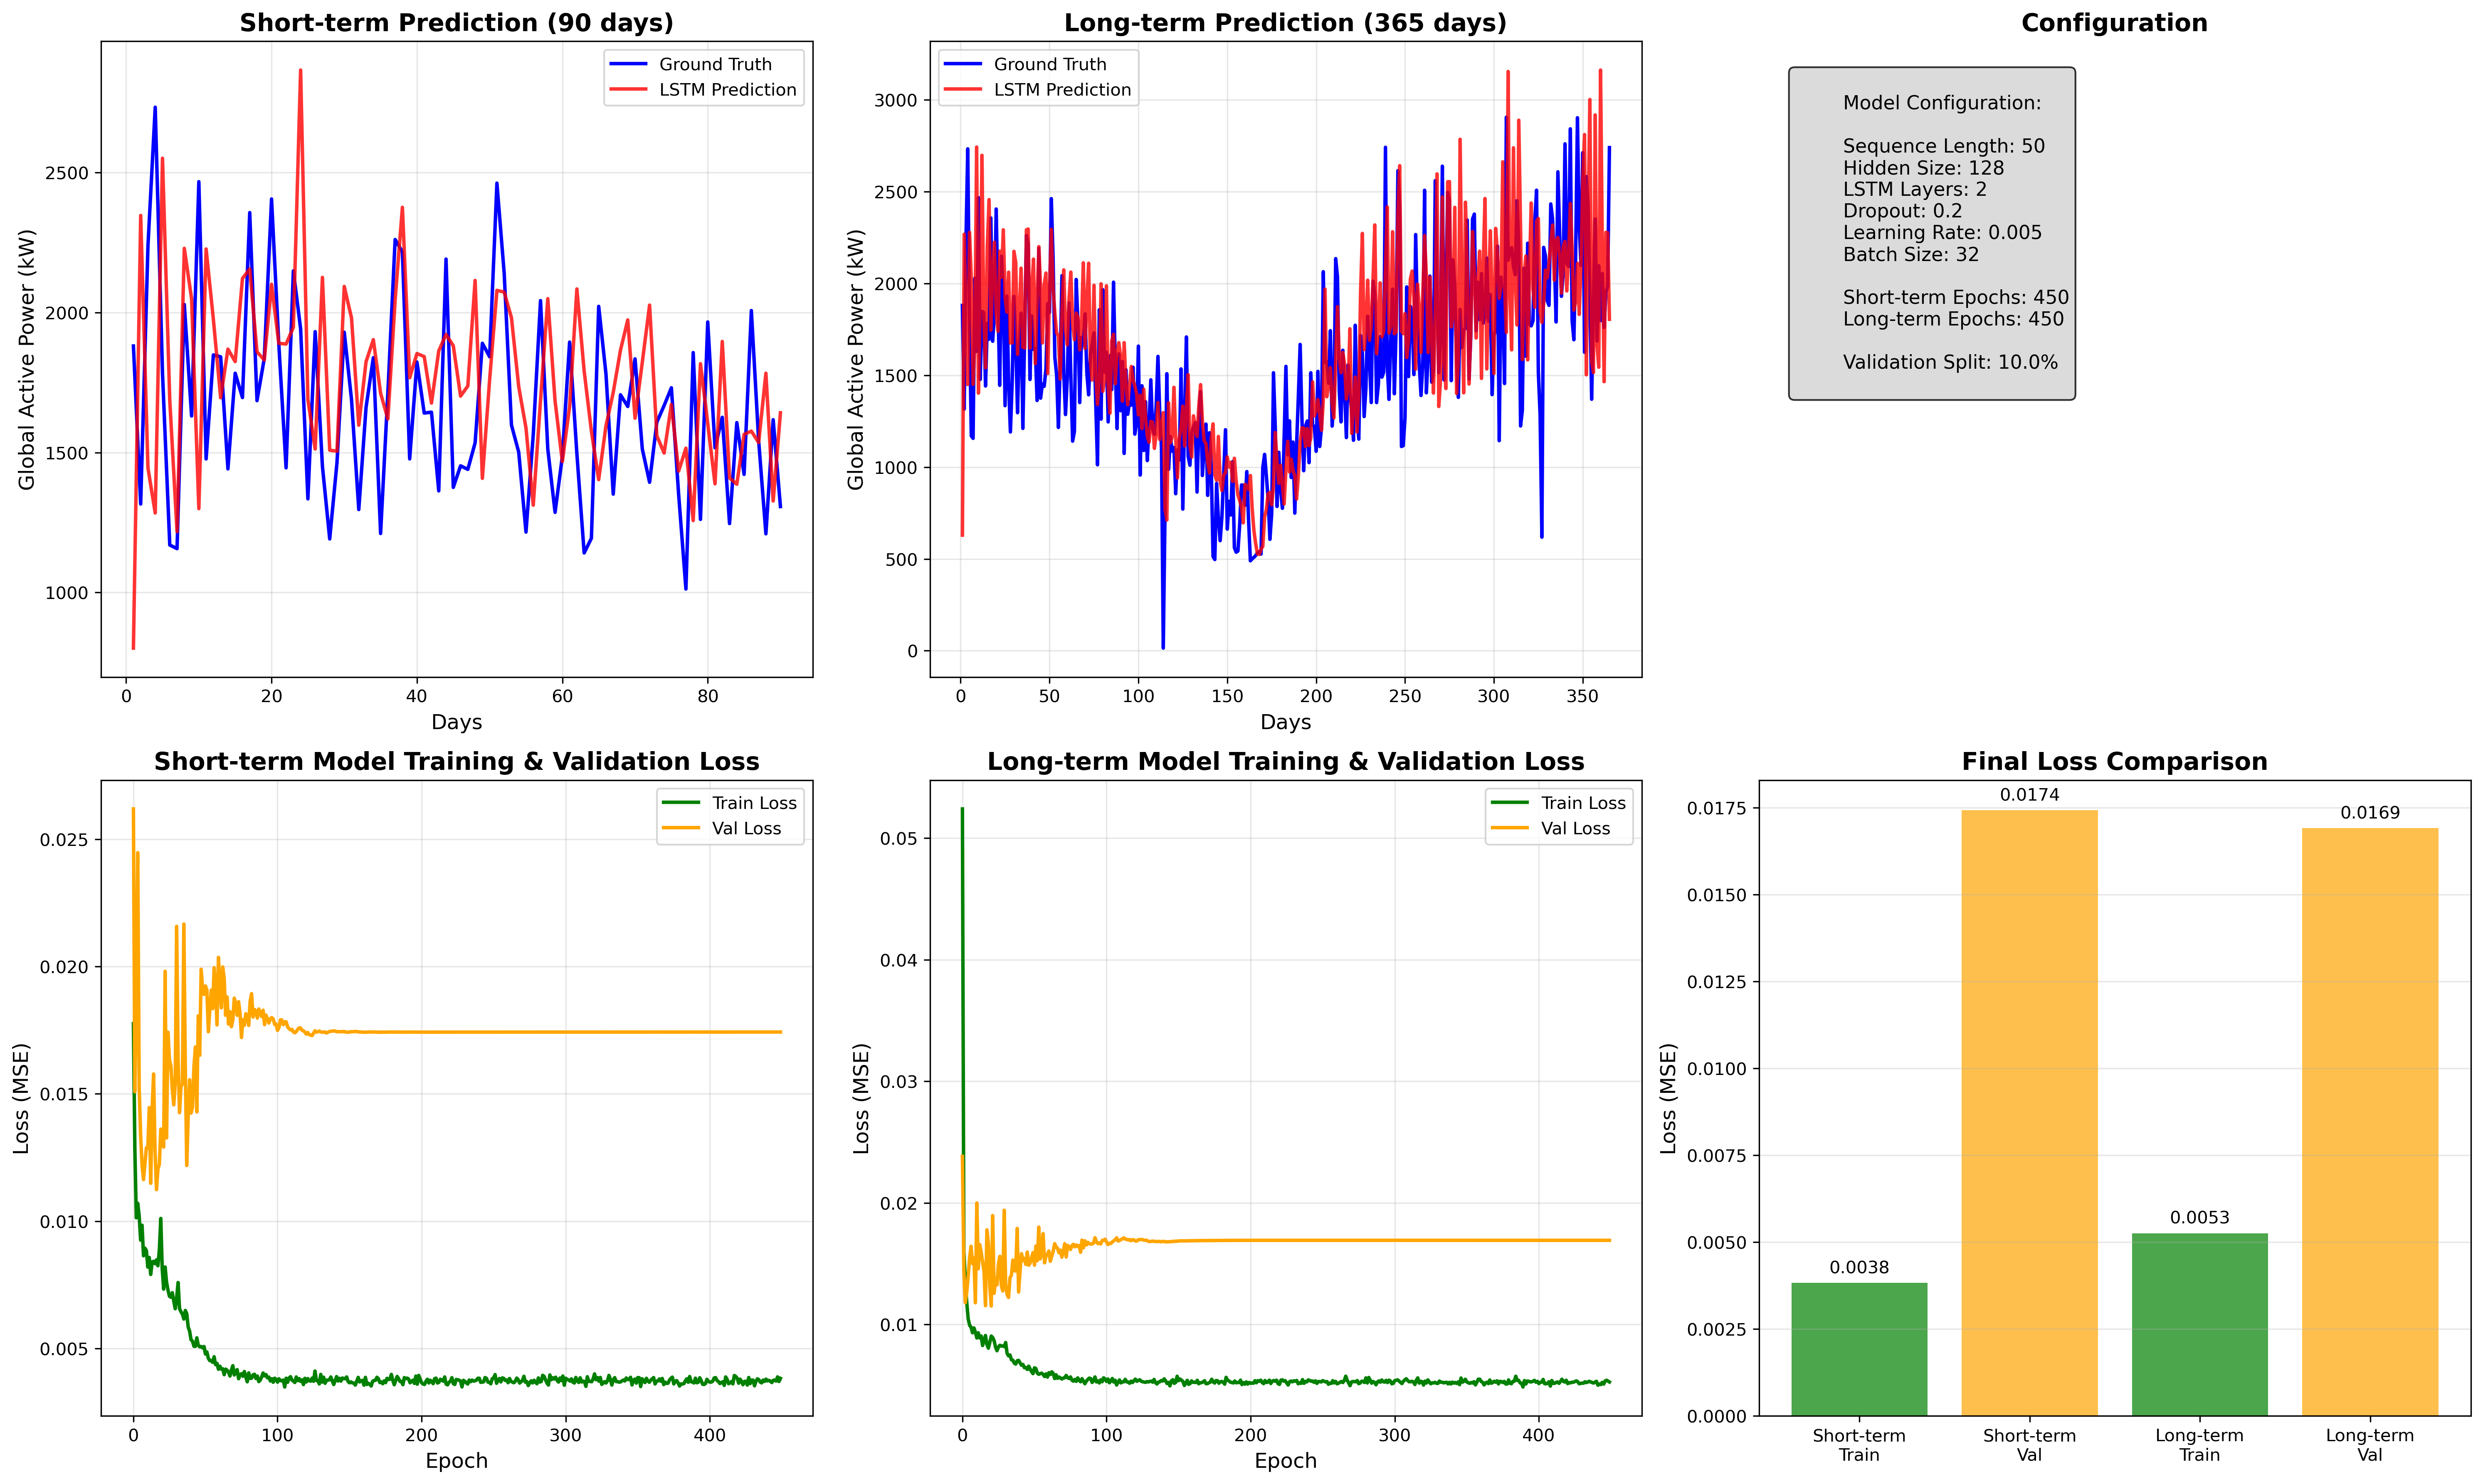 Short-term Prediction (90 days)
Ground Truth
LSTM Prediction
Global Active Power (kW)
2500
2000
1500
1000
0
20
40
60
80
Days
Long-term Prediction (365 days)
Ground Truth
LSTM Prediction
Global Active Power (kW)
3000
2500
2000
1500
1000
500
0
0
50
100
150
200
250
300
350
Days
Configuration
Model Configuration:
Sequence Length: 50
Hidden Size: 128
LSTM Layers: 2
Dropout: 0.2
Learning Rate: 0.005
Batch Size: 32
Short-term Epochs: 450
Long-term Epochs: 450
Validation Split: 10.0%
Short-term Model Training & Validation Loss
Train Loss
Val Loss
Loss (MSE)
0.025
0.020
0.015
0.010
0.005
0
100
200
300
400
Epoch
Long-term Model Training & Validation Loss
Train Loss
Val Loss
Loss (MSE)
0.05
0.04
0.03
0.02
0.01
0
100
200
300
400
Epoch
Final Loss Comparison
Loss (MSE)
0.0175
0.0150
0.0125
0.0100
0.0075
0.0050
0.0025
0.0000
0.0038
0.0174
0.0053
0.0169
Short-term
Train
Short-term
Val
Long-term
Train
Long-term
Val